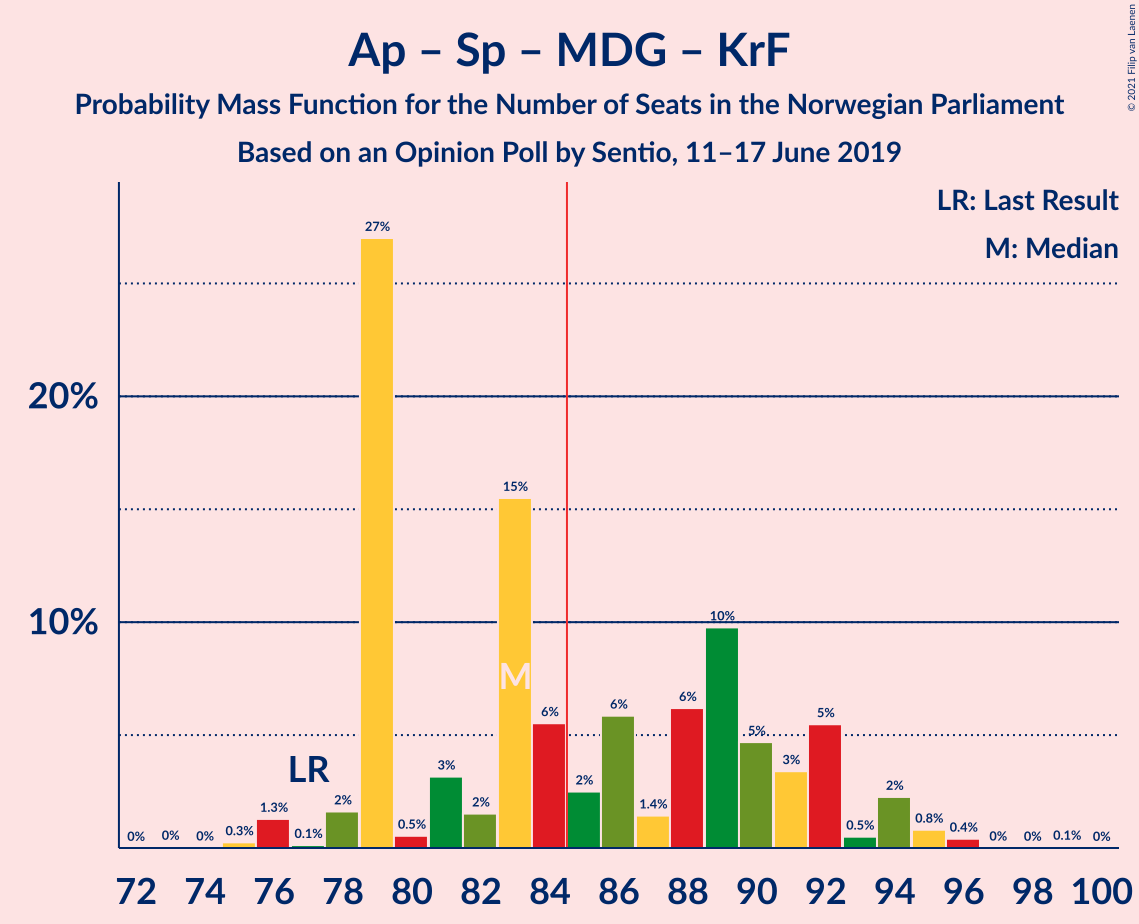 Ap – Sp – MDG – KrF
Probability Mass Function for the Number of Seats in the Norwegian Parliament
Based on an Opinion Poll by Sentio, 11–17 June 2019
© 2021 Filip van Laenen
LR: Last Result
M: Median
20%
10%
0% 0% 0% 0.3% 1.3% 0.1% 2% 27% 0.5% 3% 2% 15% 6% 2% 6% 1.4% 6% 10% 5% 3% 5% 0.5% 2% 0.8% 0.4% 0% 0% 0.1% 0%
LR
M
72 74 76 78 80 82 84 86 88 90 92 94 96 98 100